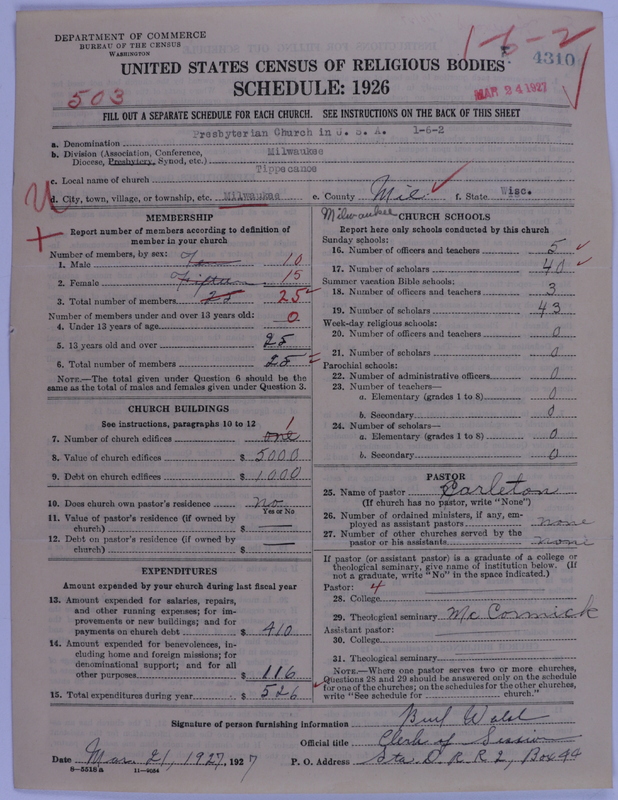 DEPARTMENT OF COMMERCE
BUREAU OF THE CENSUS
WASHINGTON
1-6-2
4310
UNITED STATES CENSUS OF RELIGIOUS BODIES
SCHEDULE: 1926
503
MAR 24 1927
FILL OUT A SEPARATE SCHEDULE FOR EACH CHURCH. SEE INSTRUCTIONS ON THE BACK OF THIS SHEET
a. Denomination Presbyterian Church in U. S. A. 1-6-2
b. Division (Association, Conference, Diocese, Presbytery, Synod, etc.) Milwaukee
c. Local name of church Tippecanoe
d. City, town, village, or township, etc. Milwaukee e. County Mil Milwaukee f. State Wisc.
MEMBERSHIP
Report number of members according to definition of
member in your church
Number of members, by sex:
1. Male Ten 10
2. Female Fifteen 15
3. Total number of members 25 25
Number of members under and over 13 years old:
4. Under 13 years of age 0
5. 13 years old and over 25
6. Total number of members 25
NOTE.—The total given under Question 6 should be the
same as the total of males and females given under Question 3.
CHURCH BUILDINGS
See instructions, paragraphs 10 to 12
7. Number of church edifices one 1
8. Value of church edifices $ 5000
9. Debt on church edifices $ 1000
10. Does church own pastor's residence No
Yes or No
11. Value of pastor's residence (if owned by
church) $ —
12. Debt on pastor's residence (if owned by
church) $ —
EXPENDITURES
Amount expended by your church during last fiscal year
13. Amount expended for salaries, repairs,
and other running expenses; for im-
provements or new buildings; and for
payments on church debt $ 410
14. Amount expended for benevolences, in-
cluding home and foreign missions; for
denominational support; and for all
other purposes $ 116
15. Total expenditures during year $ 526
CHURCH SCHOOLS
Report here only schools conducted by this church
Sunday schools:
16. Number of officers and teachers 5
17. Number of scholars 40
Summer vacation Bible schools:
18. Number of officers and teachers 3
19. Number of scholars 43
Week-day religious schools:
20. Number of officers and teachers 0
21. Number of scholars 0
Parochial schools:
22. Number of administrative officers 0
23. Number of teachers—
a. Elementary (grades 1 to 8) 0
b. Secondary 0
24. Number of scholars—
a. Elementary (grades 1 to 8) 0
b. Secondary 0
PASTOR
25. Name of pastor Carleton
(If church has no pastor, write "None")
26. Number of ordained ministers, if any, em-
ployed as assistant pastors none
27. Number of other churches served by the
pastor or his assistants none
If pastor (or assistant pastor) is a graduate of a college or
theological seminary, give name of institution below. (If
not a graduate, write "No" in the space indicated.)
Pastor: 4
28. College
29. Theological seminary McCormick
Assistant pastor:
30. College
31. Theological seminary
NOTE.—Where one pastor serves two or more churches,
Questions 28 and 29 should be answered only on the schedule
for one of the churches; on the schedules for the other churches,
write "See schedule for church."
Signature of person furnishing information Walsh
Official title Clerk of Session
Date Mar. 21, 1927, 1927 P. O. Address Sta. D. R. R. 2, Box 44
8—5518a 11—9064